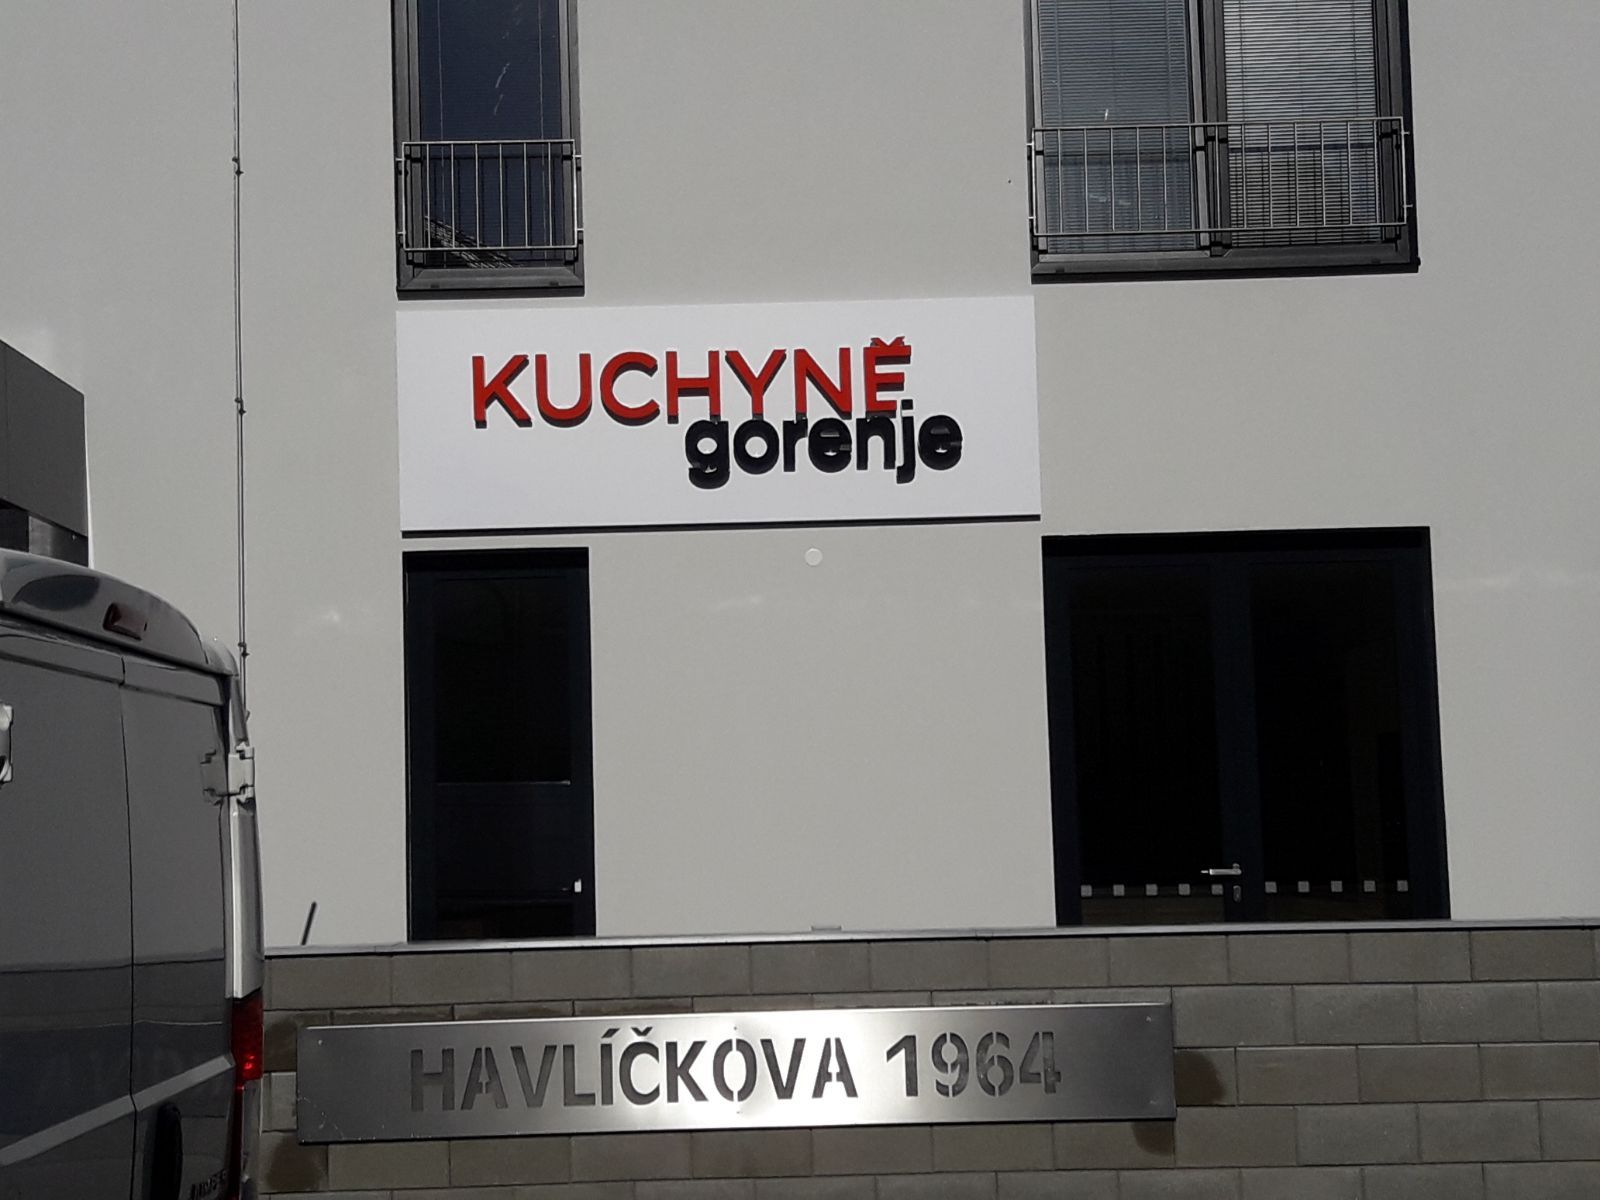 KUCHYNĚ
gorenje
HAVLÍČKOVA 1964